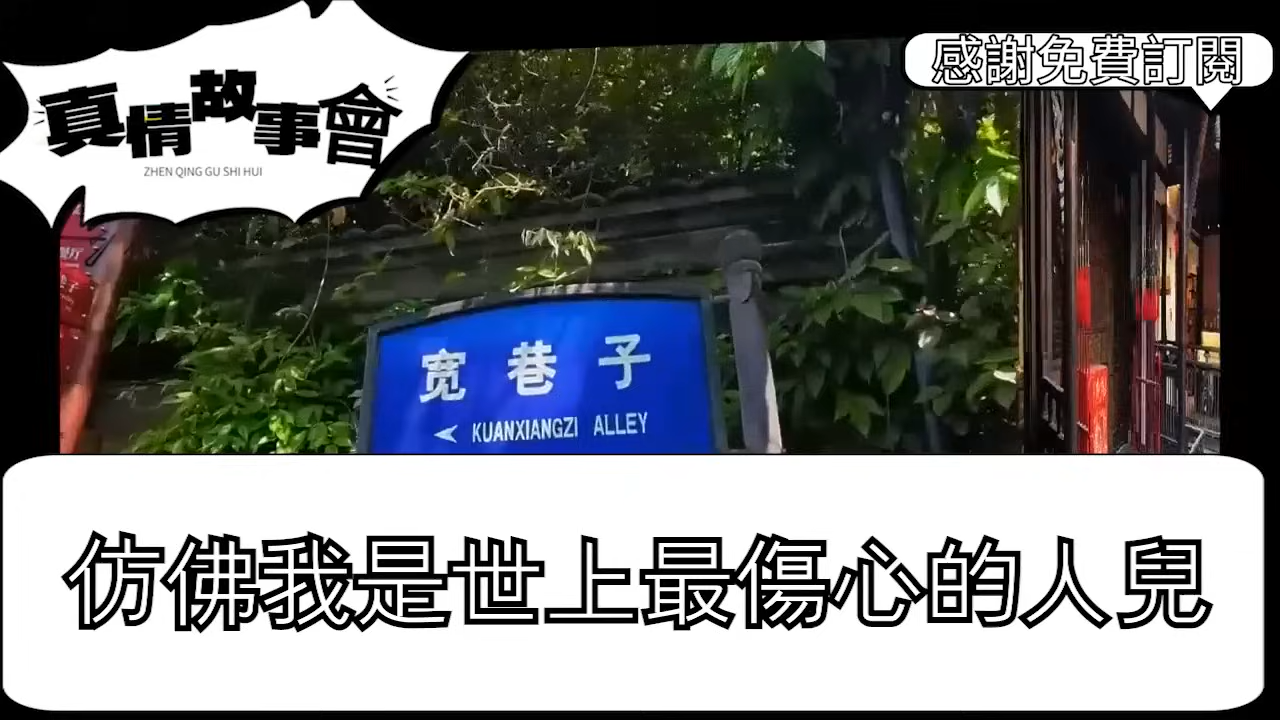 真情故事會
ZHEN QING GU SHI HUI
感謝免費訂閱
宽巷子
KUANXIANGZI ALLEY
仿佛我是世上最傷心的人兒